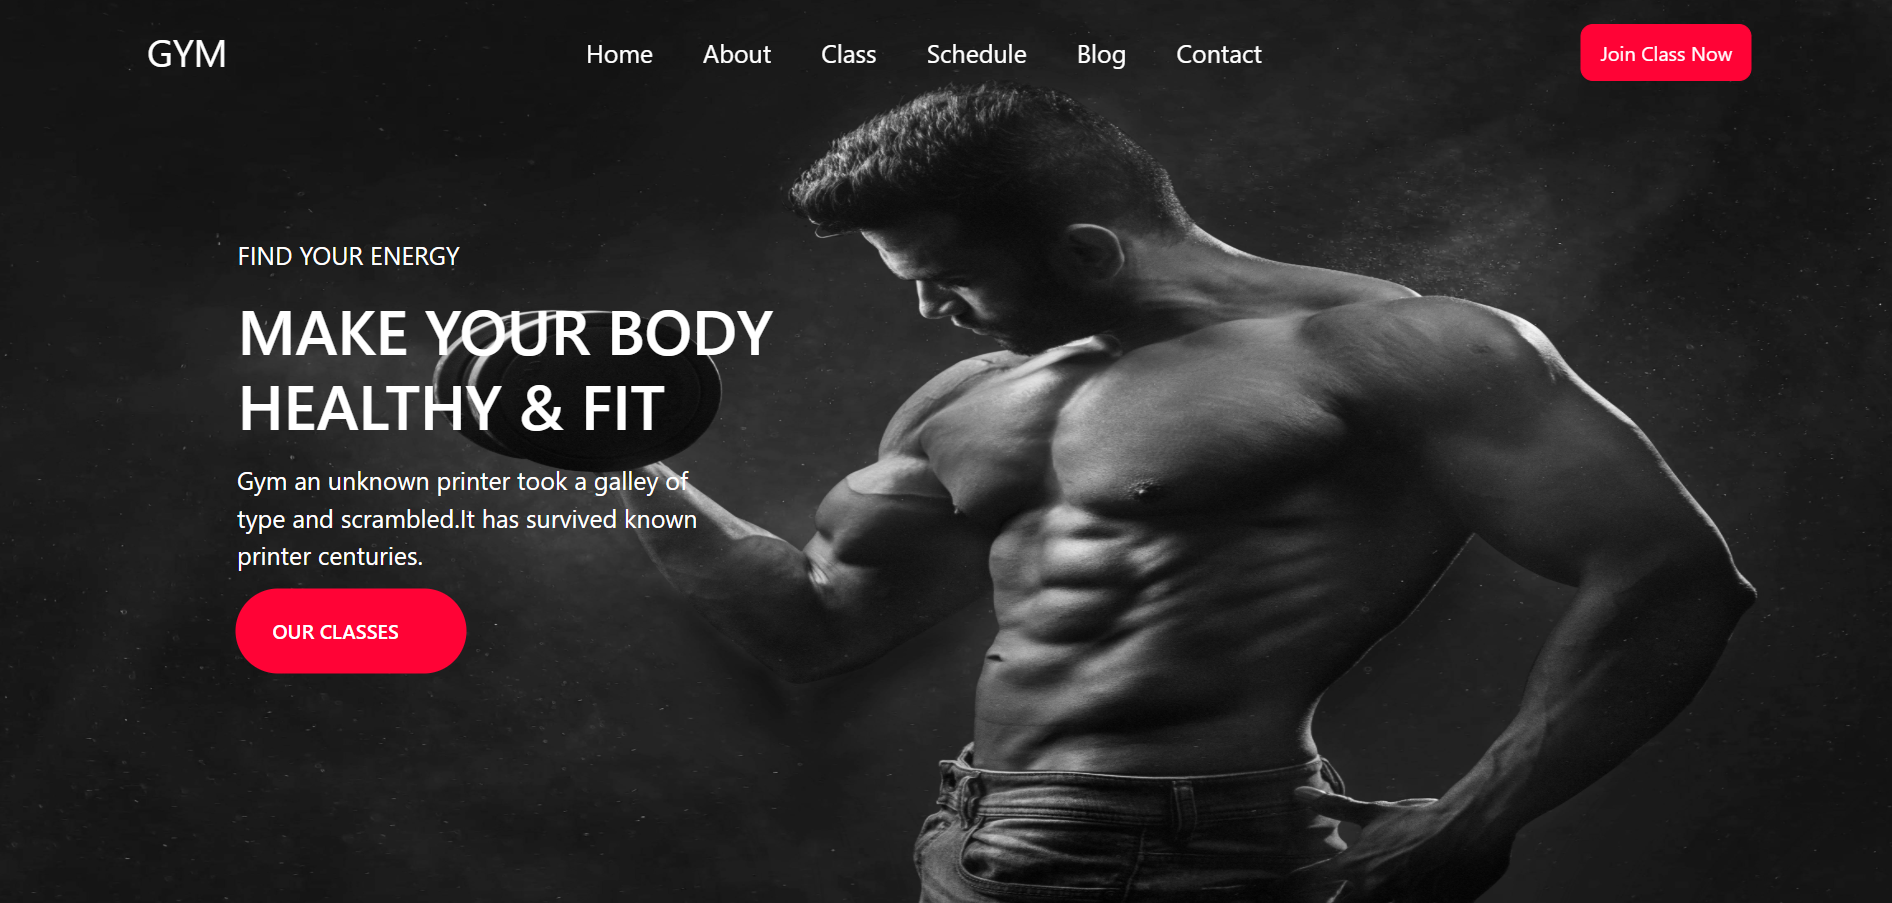 GYM
Home About Class Schedule Blog Contact
Join Class Now
FIND YOUR ENERGY
MAKE YOUR BODY
HEALTHY & FIT
Gym an unknown printer took a galley of
type and scrambled.It has survived known
printer centuries.
OUR CLASSES